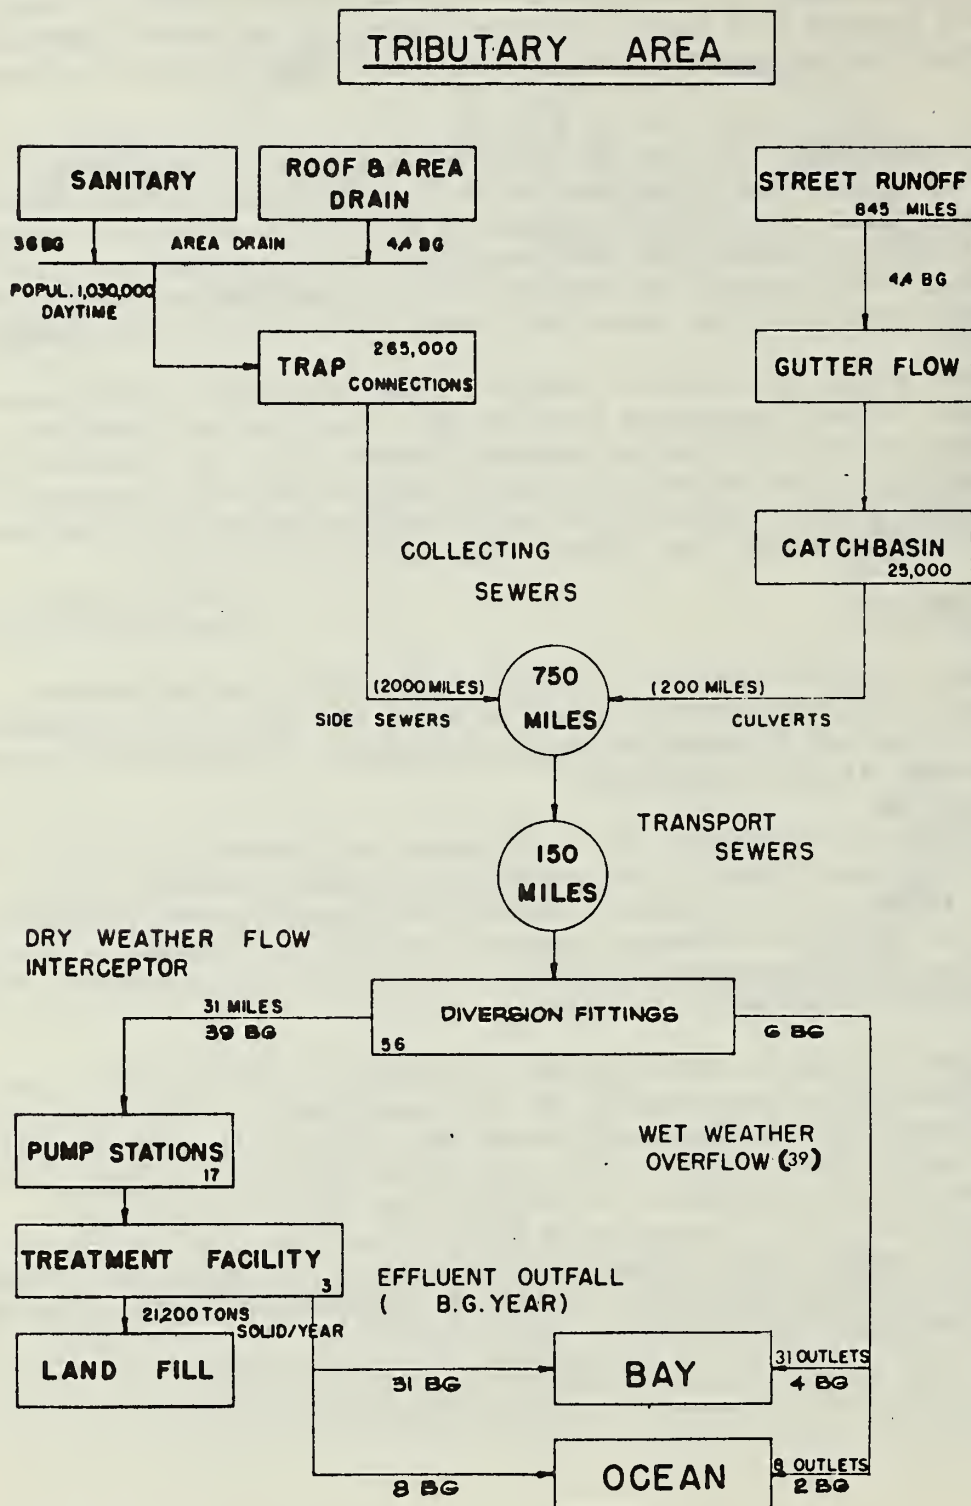 TRIBUTARY AREA
SANITARY
ROOF & AREA
DRAIN
STREET RUNOFF
845 MILES
36 BG
AREA DRAIN
4.4 BG
4.4 BG
POPUL. 1,030,000
DAYTIME
TRAP
265,000
CONNECTIONS
GUTTER FLOW
COLLECTING
SEWERS
CATCHBASIN
25,000
(2000 MILES)
SIDE SEWERS
750
MILES
(200 MILES)
CULVERTS
TRANSPORT
SEWERS
150
MILES
DRY WEATHER FLOW
INTERCEPTOR
31 MILES
39 BG
DIVERSION FITTINGS
56
6 BG
PUMP STATIONS
17
WET WEATHER
OVERFLOW (39)
TREATMENT FACILITY
3
EFFLUENT OUTFALL
( B.G. YEAR)
21,200 TONS
SOLID/YEAR
LAND FILL
31 BG
BAY
31 OUTLETS
4 BG
8 BG
OCEAN
8 OUTLETS
2 BG